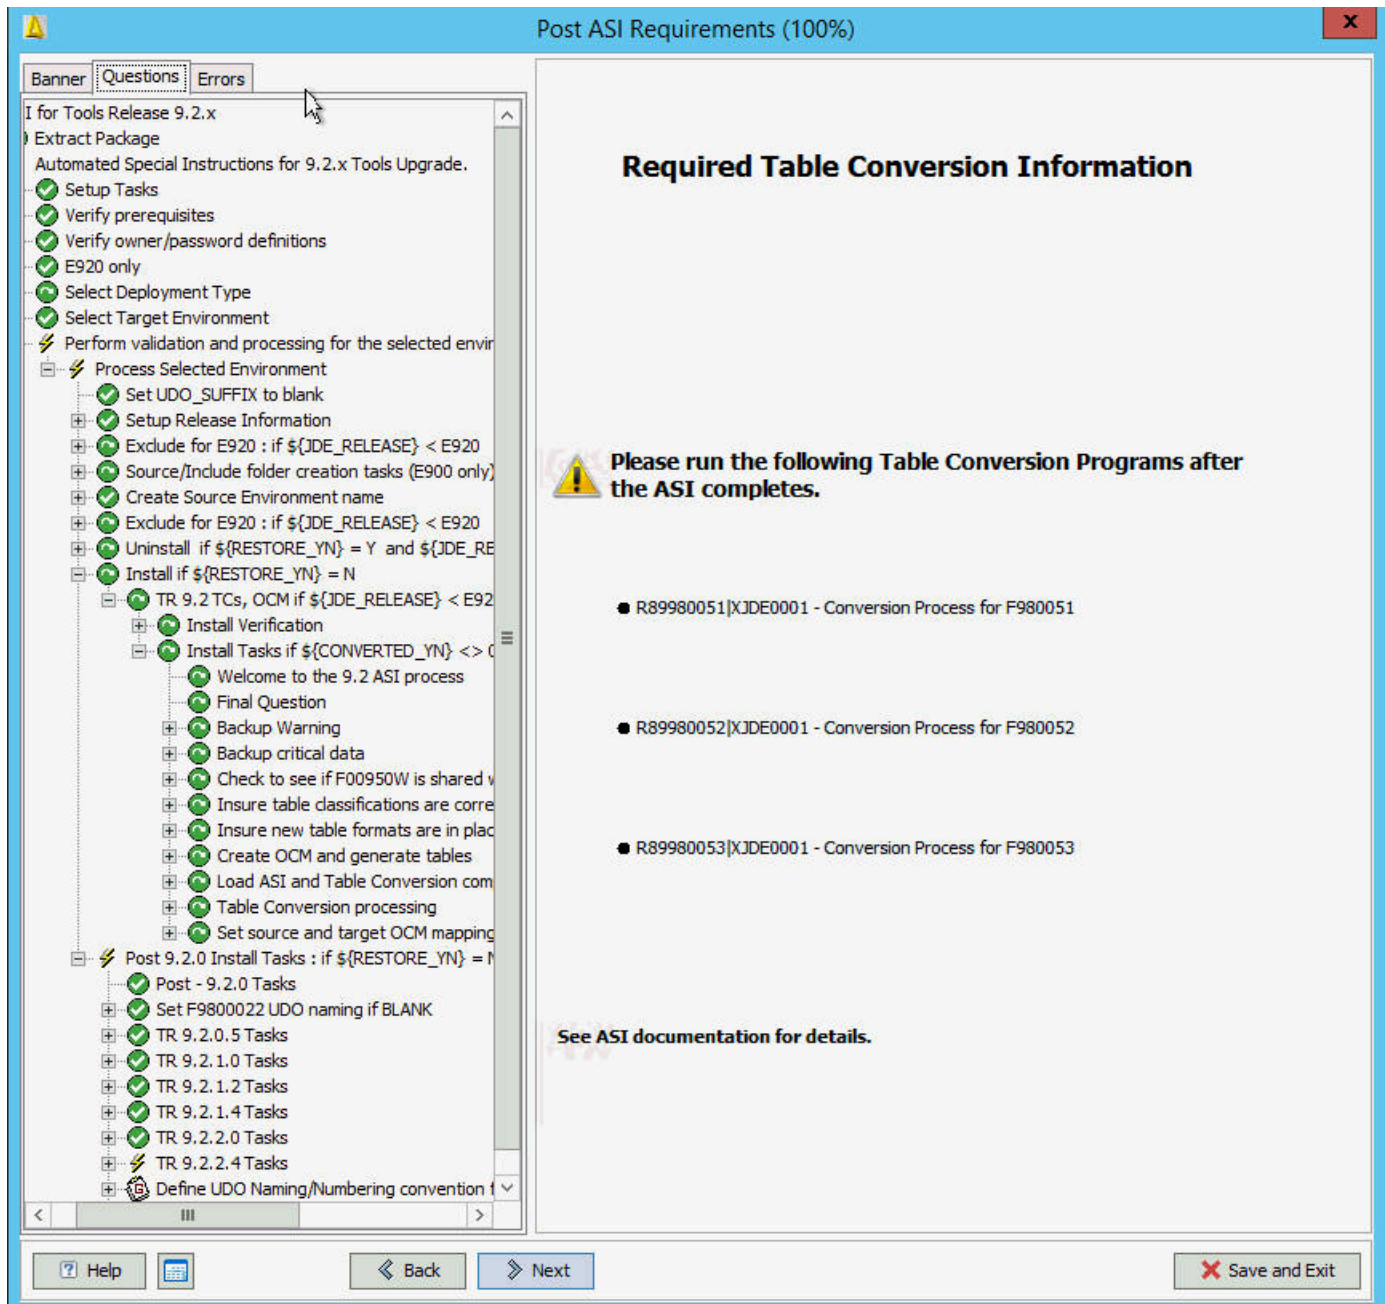 Post ASI Requirements (100%)
x
Banner Questions Errors
I for Tools Release 9.2.x
Extract Package
Automated Special Instructions for 9.2.x Tools Upgrade.
Setup Tasks
Verify prerequisites
Verify owner/password definitions
E920 only
Select Deployment Type
Select Target Environment
Perform validation and processing for the selected envir
Process Selected Environment
Set UDO_SUFFIX to blank
Setup Release Information
Exclude for E920 : if ${JDE_RELEASE} < E920
Source/Include folder creation tasks (E900 only)
Create Source Environment name
Exclude for E920 : if ${JDE_RELEASE} < E920
Uninstall if ${RESTORE_YN} = Y and ${JDE_RE
Install if ${RESTORE_YN} = N
TR 9.2 TCs, OCM if ${JDE_RELEASE} < E92
Install Verification
Install Tasks if ${CONVERTED_YN} <> 0
Welcome to the 9.2 ASI process
Final Question
Backup Warning
Backup critical data
Check to see if F00950W is shared w
Insure table classifications are corre
Insure new table formats are in plac
Create OCM and generate tables
Load ASI and Table Conversion com
Table Conversion processing
Set source and target OCM mapping
Post 9.2.0 Install Tasks : if ${RESTORE_YN} = N
Post - 9.2.0 Tasks
Set F9800022 UDO naming if BLANK
TR 9.2.0.5 Tasks
TR 9.2.1.0 Tasks
TR 9.2.1.2 Tasks
TR 9.2.1.4 Tasks
TR 9.2.2.0 Tasks
TR 9.2.2.4 Tasks
Define UDO Naming/Numbering convention f
Required Table Conversion Information
Please run the following Table Conversion Programs after
the ASI completes.
R89980051|XJDE0001 - Conversion Process for F980051
R89980052|XJDE0001 - Conversion Process for F980052
R89980053|XJDE0001 - Conversion Process for F980053
See ASI documentation for details.
Help Back Next Save and Exit